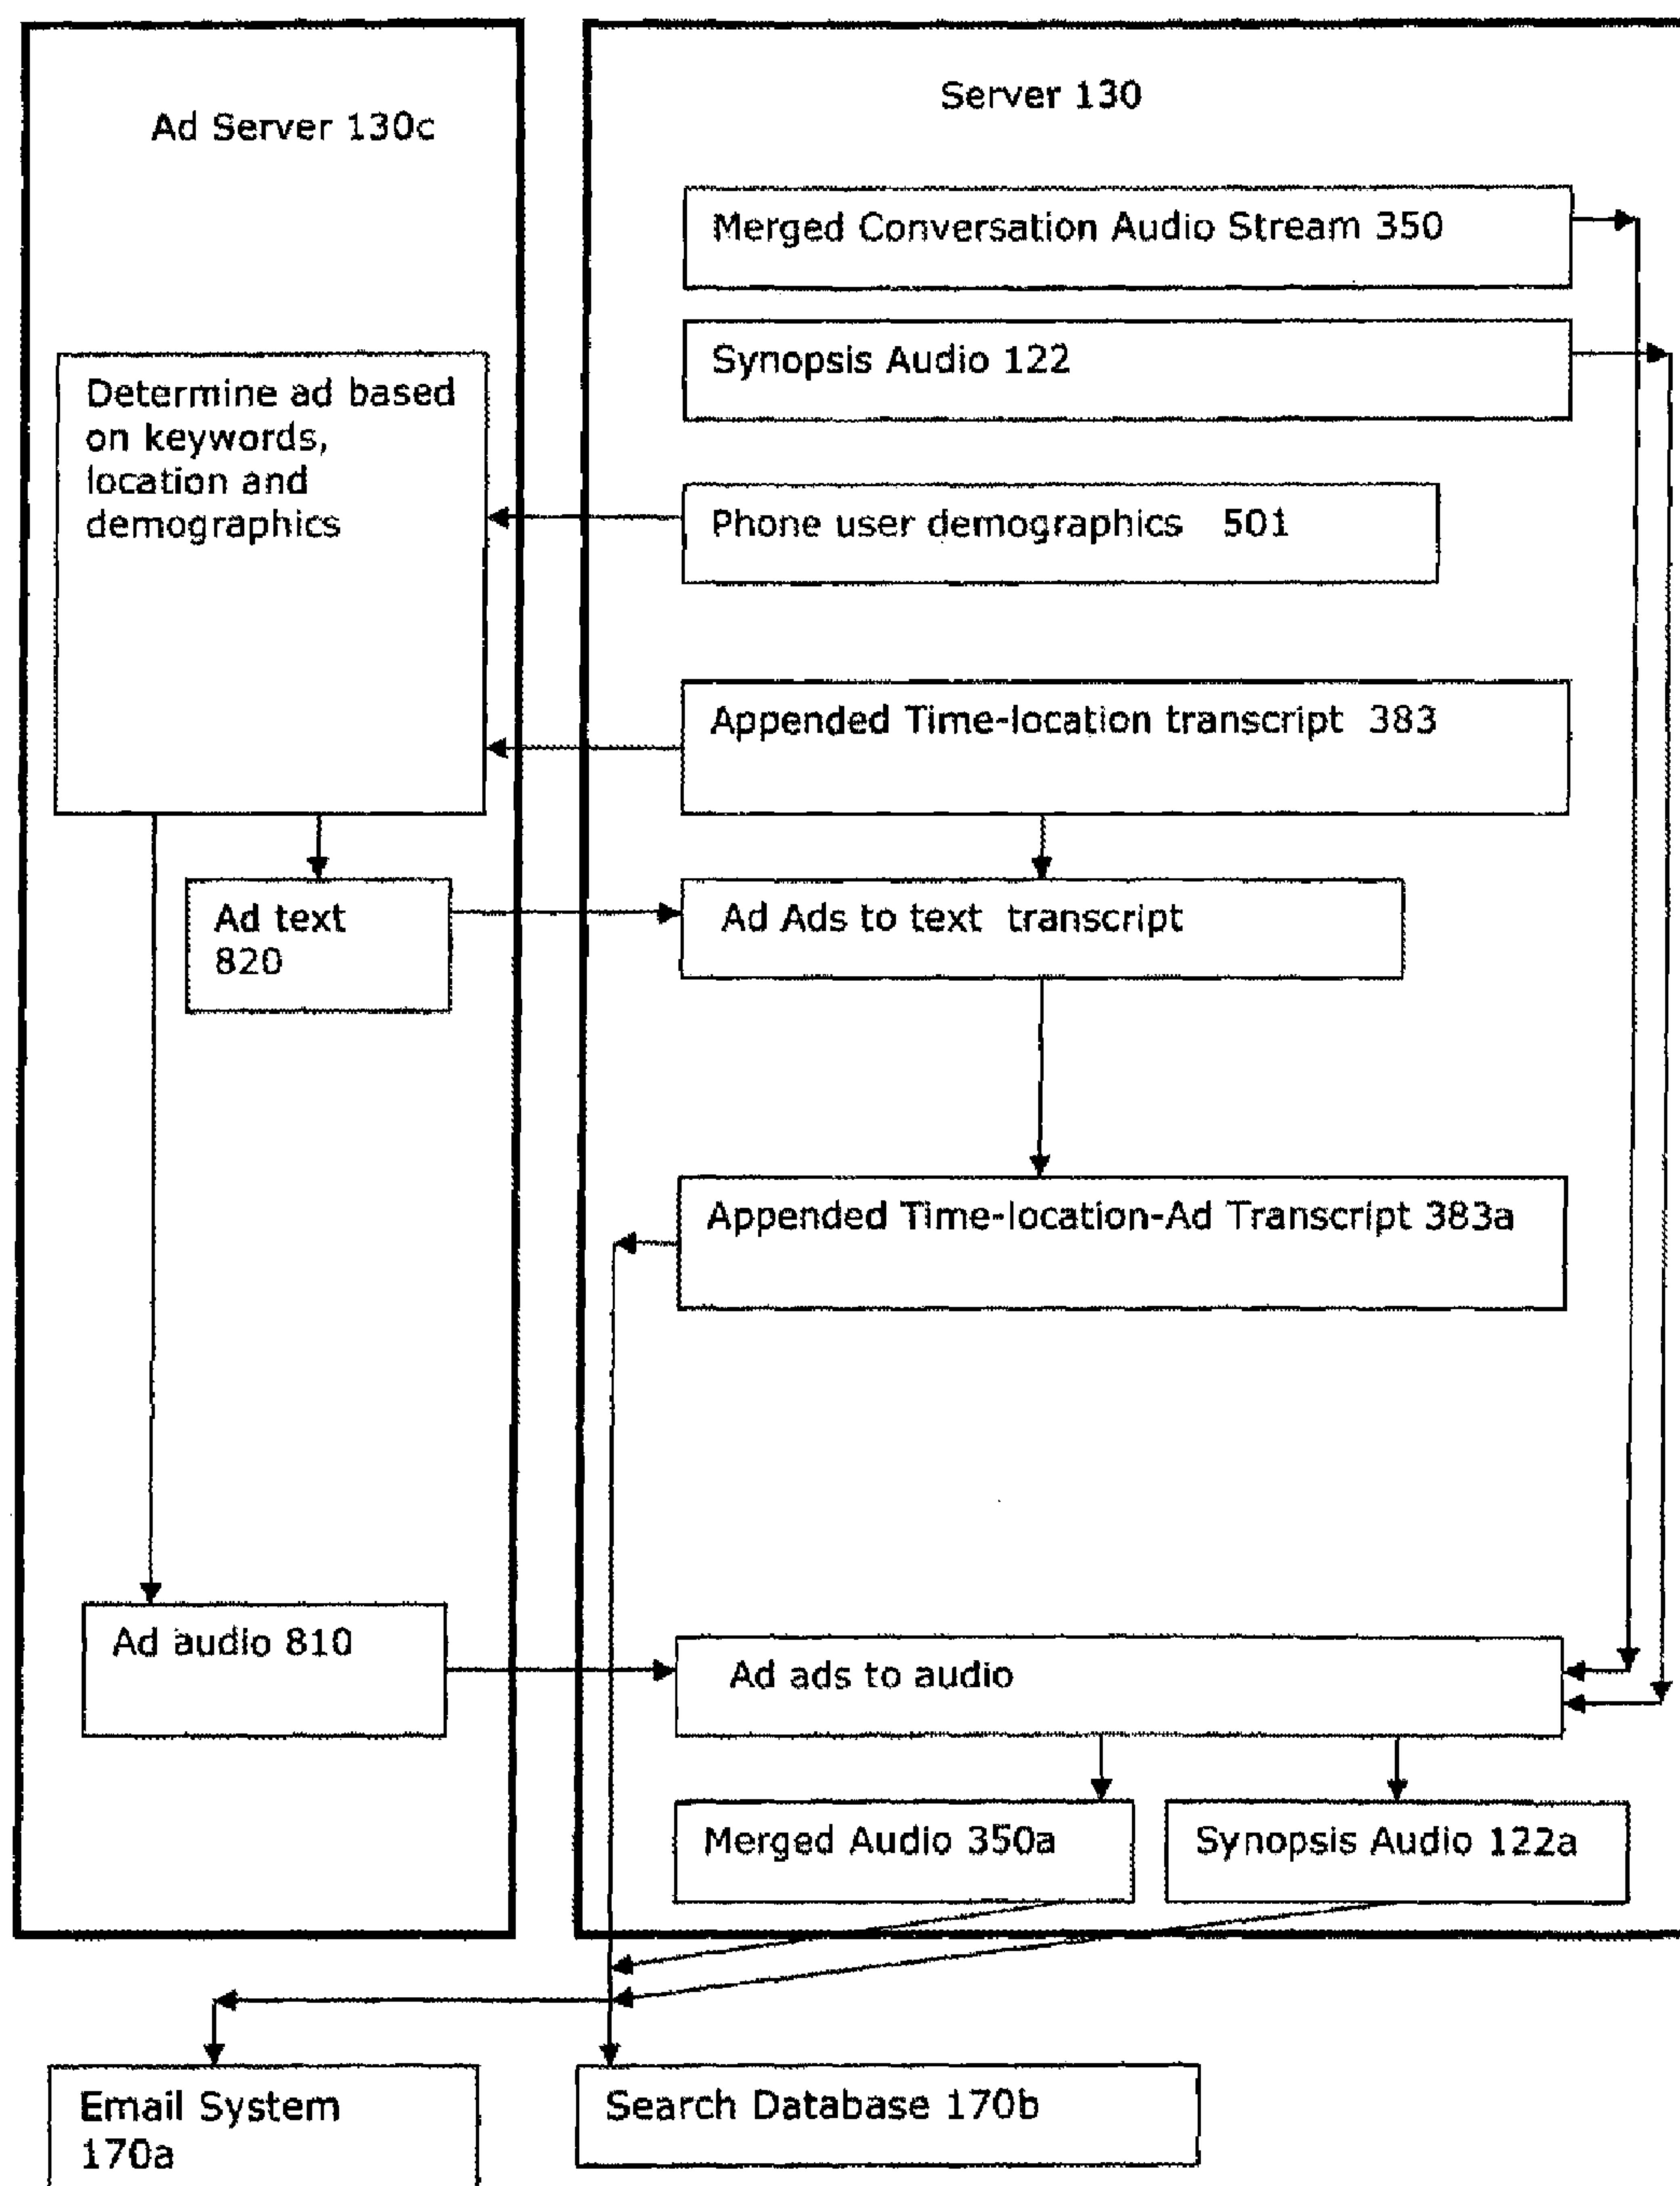 Ad Server 130c
Server 130
Merged Conversation Audio Stream 350
Synopsis Audio 122
Determine ad based
on keywords,
location and
demographics
Phone user demographics 501
Appended Time-location transcript 383
Ad text
820
Ad Ads to text transcript
Appended Time-location-Ad Transcript 383a
Ad audio 810
Ad ads to audio
Merged Audio 350a
Synopsis Audio 122a
Email System
170a
Search Database 170b